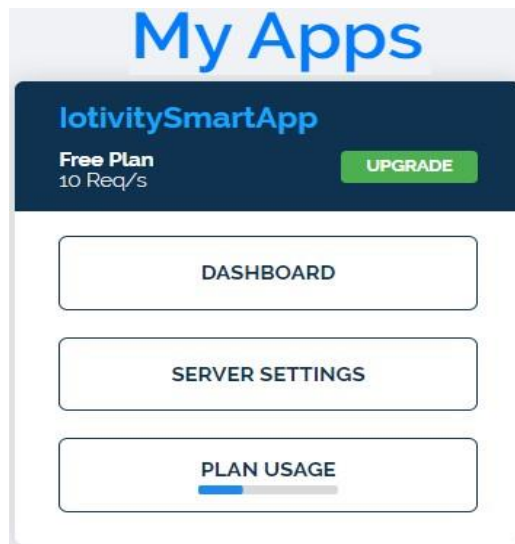 My Apps
IotivitySmartApp
Free Plan
10 Req/s
UPGRADE
DASHBOARD
SERVER SETTINGS
PLAN USAGE